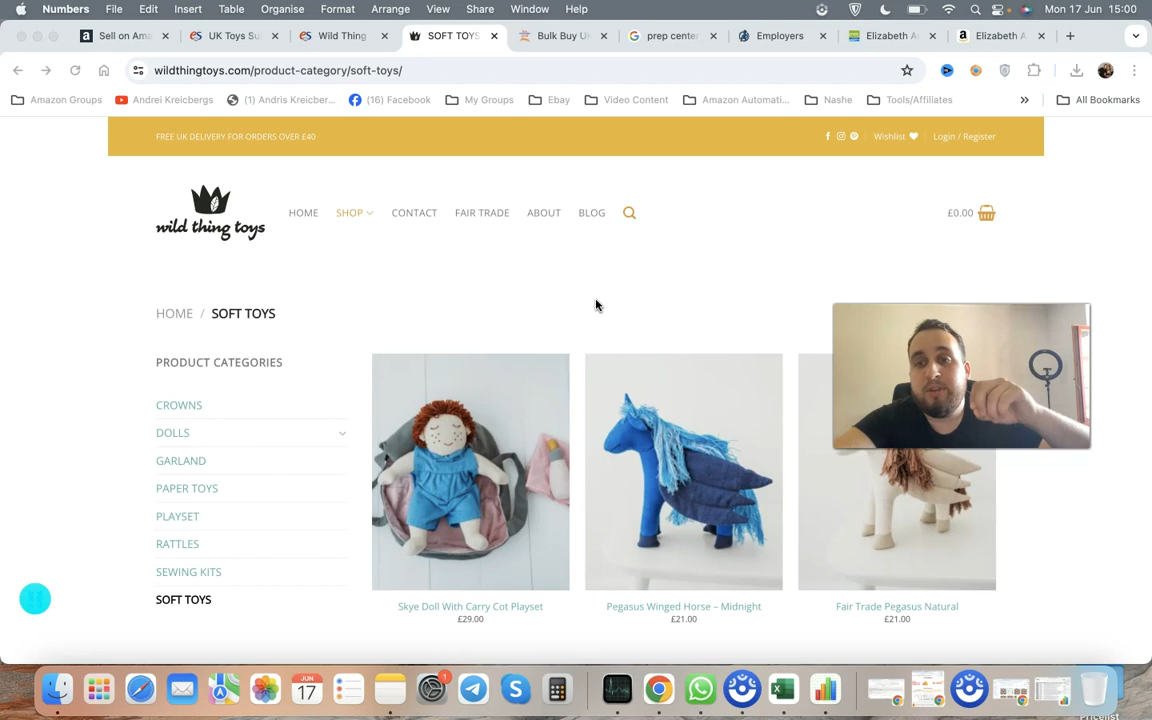 Numbers File Edit Insert Table Organise Format Arrange View Share Window Help Mon 17 Jun 15:00
Sell on Ama UK Toys Su Wild Thing SOFT TOYS Bulk Buy U prep center Employers Elizabeth A Elizabeth A
wildthingtoys.com/product-category/soft-toys/
Amazon Groups Andrei Kreicbergs (1) Andris Kreicber... (16) Facebook My Groups Ebay Video Content Amazon Automati... Nashe Tools/Affiliates » All Bookmarks
FREE UK DELIVERY FOR ORDERS OVER £40 Wishlist Login / Register
wild thing toys
HOME SHOP CONTACT FAIR TRADE ABOUT BLOG £0.00
HOME / SOFT TOYS
PRODUCT CATEGORIES
CROWNS
DOLLS
GARLAND
PAPER TOYS
PLAYSET
RATTLES
SEWING KITS
SOFT TOYS
Skye Doll With Carry Cot Playset
£29.00
Pegasus Winged Horse – Midnight
£21.00
Fair Trade Pegasus Natural
£21.00
JUN
17
1
Pricelist